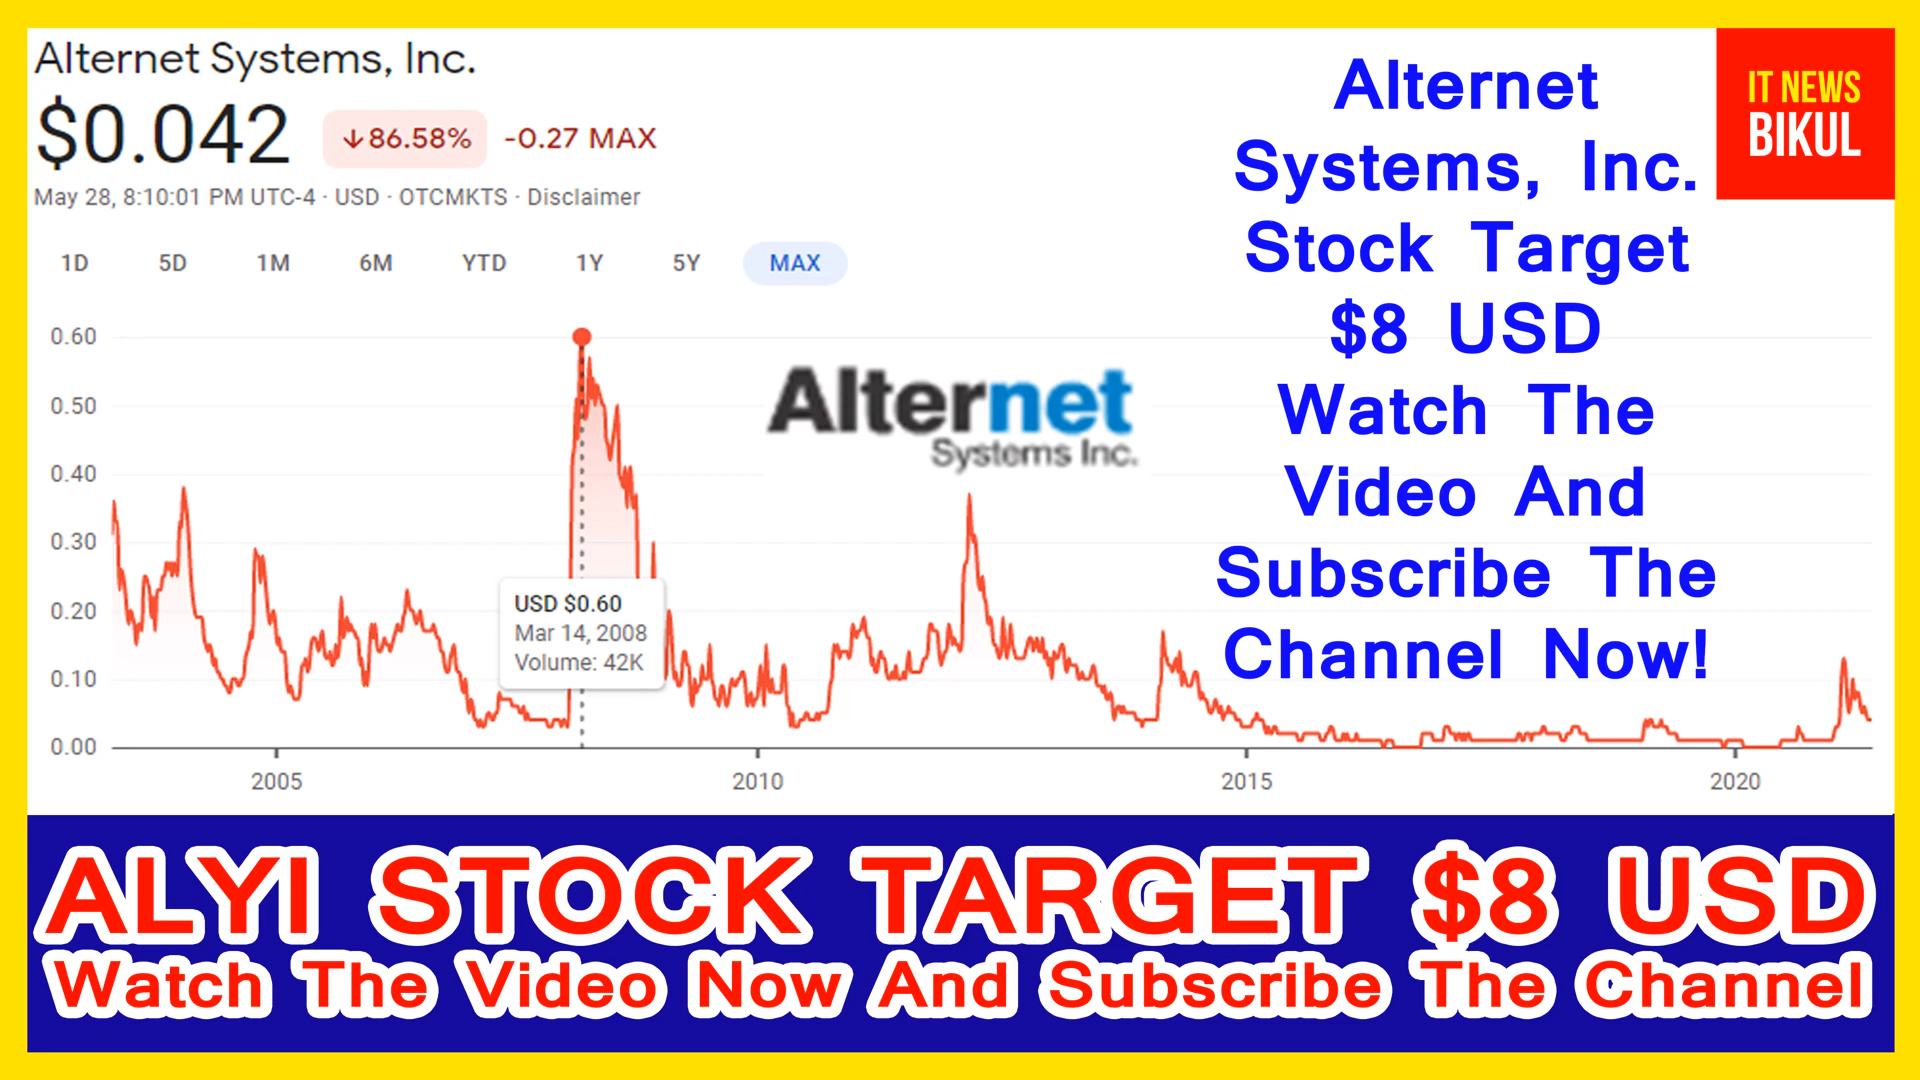 Alternet Systems, Inc.
$0.042 ↓86.58% -0.27 MAX
May 28, 8:10:01 PM UTC-4 · USD · OTCMKTS · Disclaimer
1D 5D 1M 6M YTD 1Y 5Y MAX
0.60
0.50
0.40
0.30
0.20
0.10
0.00
2005 2010 2015 2020
USD $0.60
Mar 14, 2008
Volume: 42K
Alternet
Systems Inc.
Alternet
Systems, Inc.
Stock Target
$8 USD
Watch The
Video And
Subscribe The
Channel Now!
IT NEWS
BIKUL
ALYI STOCK TARGET $8 USD
Watch The Video Now And Subscribe The Channel